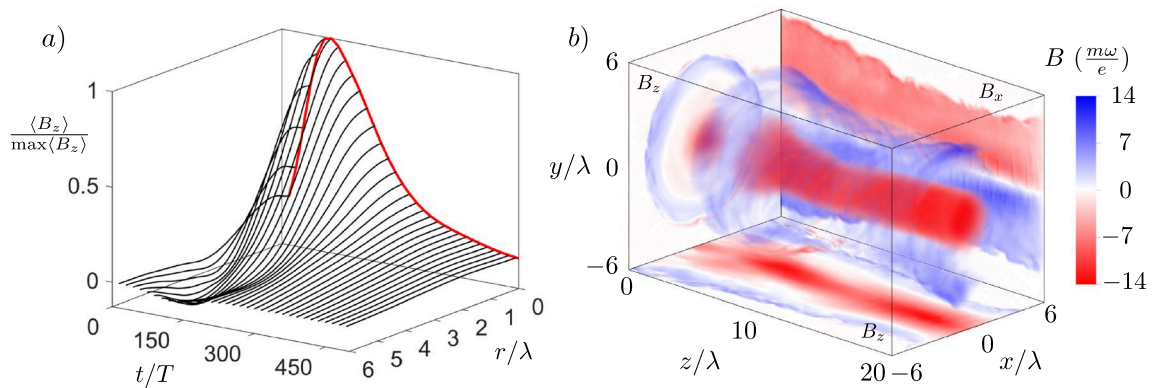 a)
1
⟨B_z⟩
max⟨B_z⟩
0.5
0
0
150
300
450
t/T
6 5 4 3 2 1 0
r/λ
b)
6
B_z
B_x
y/λ 0
−6
0
10
20 −6
z/λ
B_z
0
6
x/λ
B (mω/e)
14
7
0
−7
−14